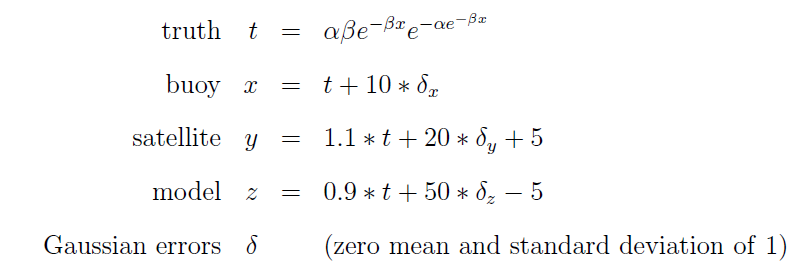 truth t = αβe^{−βx}e^{−αe^{−βx}}
buoy x = t + 10 ∗ δ_x
satellite y = 1.1 ∗ t + 20 ∗ δ_y + 5
model z = 0.9 ∗ t + 50 ∗ δ_z − 5
Gaussian errors δ (zero mean and standard deviation of 1)